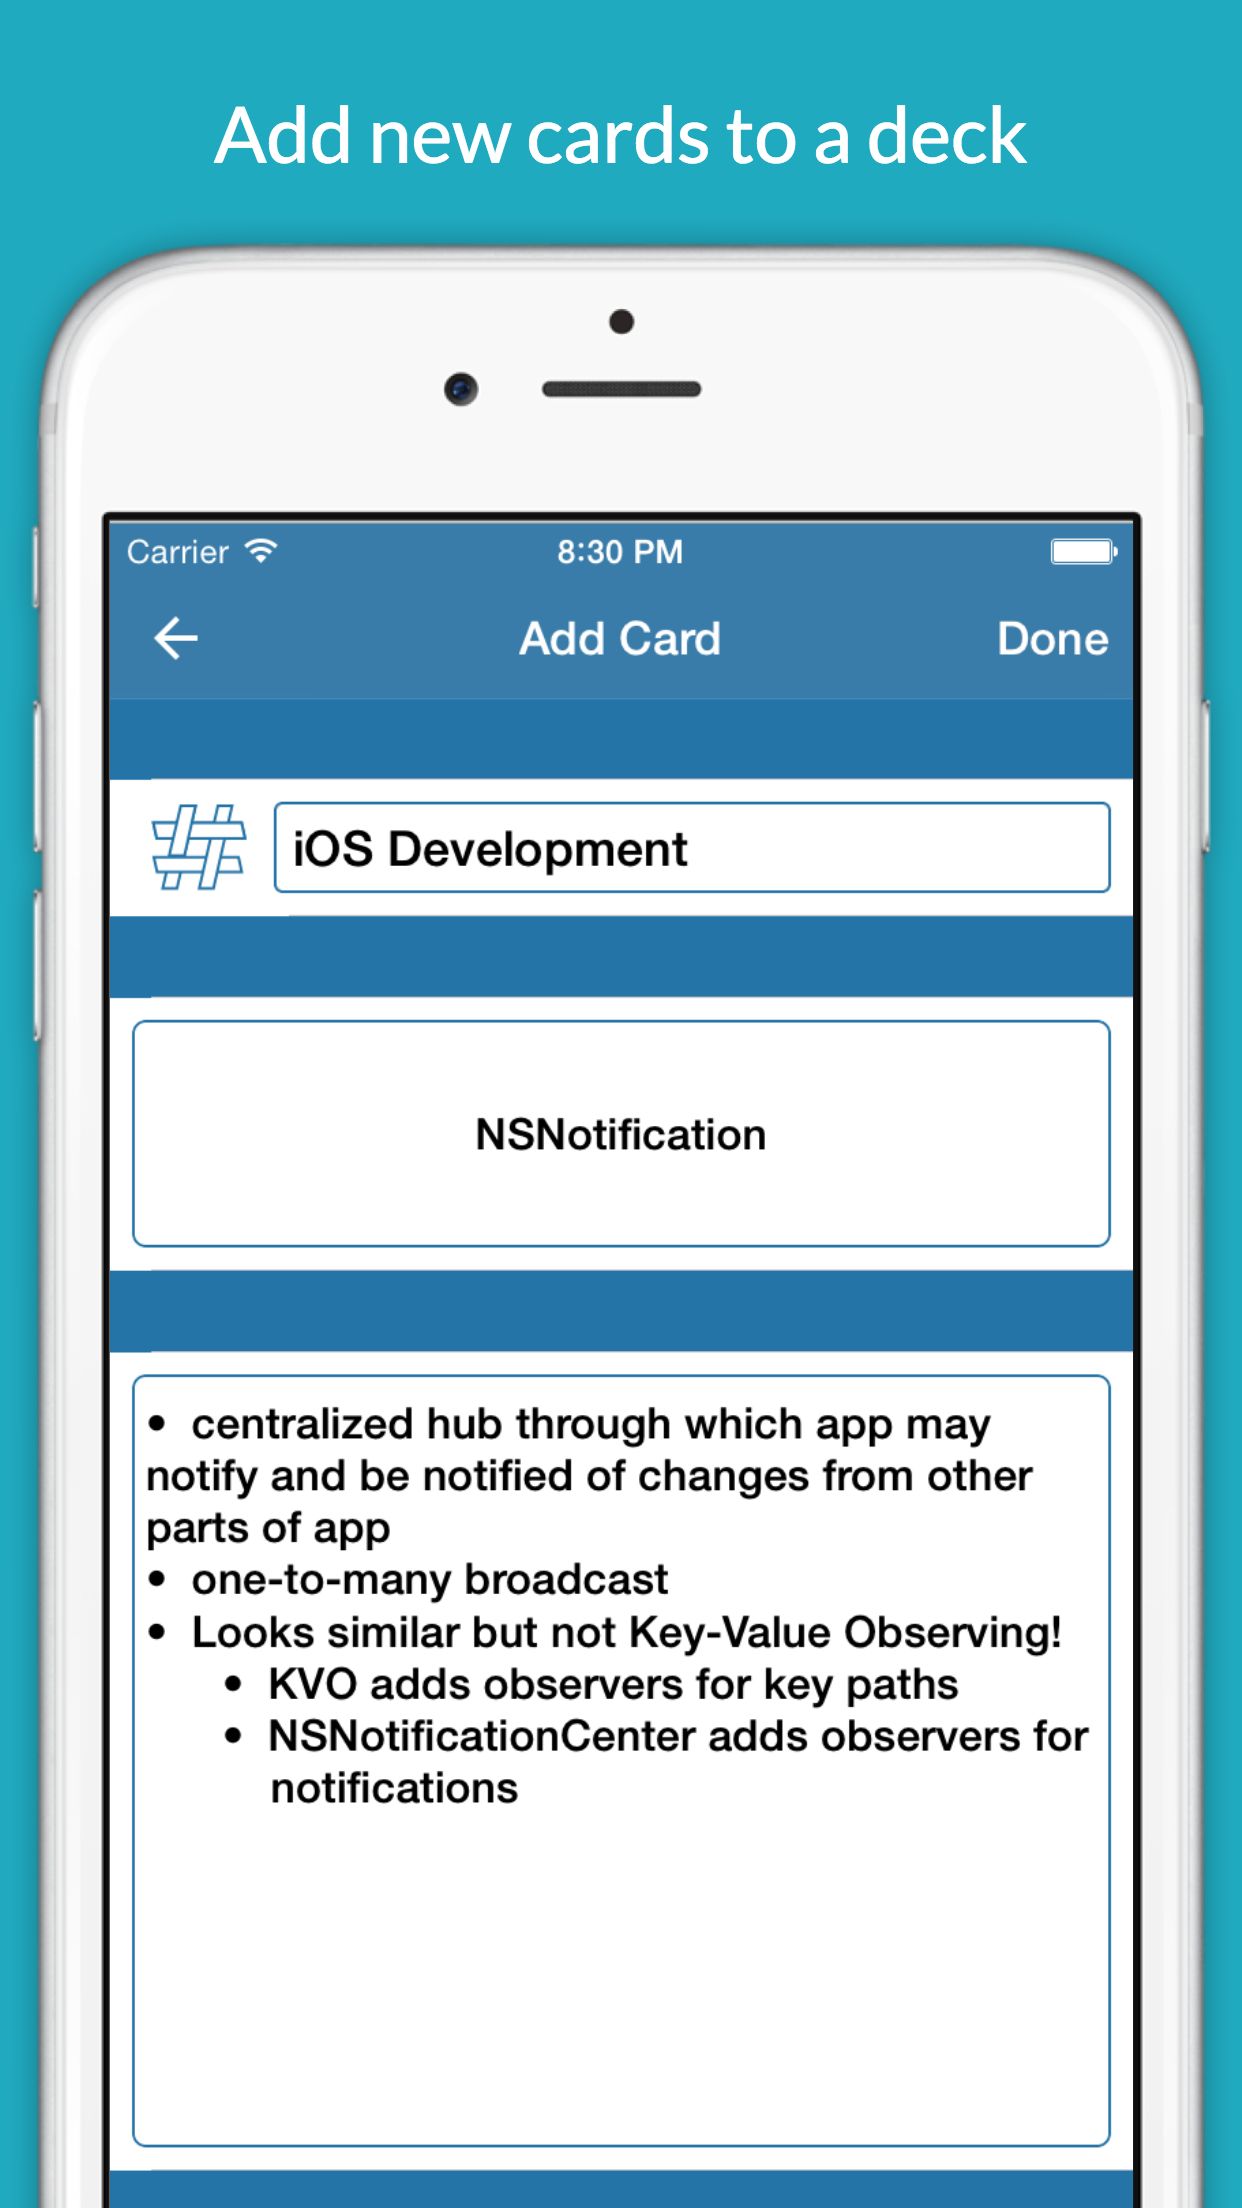 Add new cards to a deck
Carrier 8:30 PM
Add Card Done
iOS Development
NSNotification
• centralized hub through which app may
notify and be notified of changes from other
parts of app
• one-to-many broadcast
• Looks similar but not Key-Value Observing!
• KVO adds observers for key paths
• NSNotificationCenter adds observers for
notifications